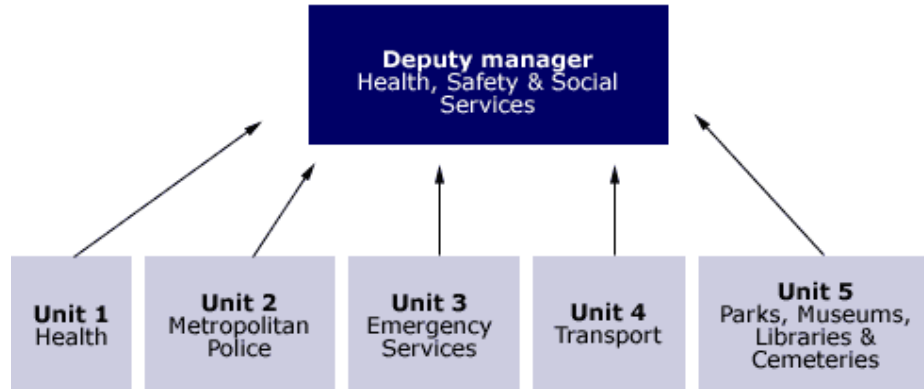 Deputy manager
Health, Safety & Social
Services
Unit 1
Health
Unit 2
Metropolitan
Police
Unit 3
Emergency
Services
Unit 4
Transport
Unit 5
Parks, Museums,
Libraries &
Cemeteries